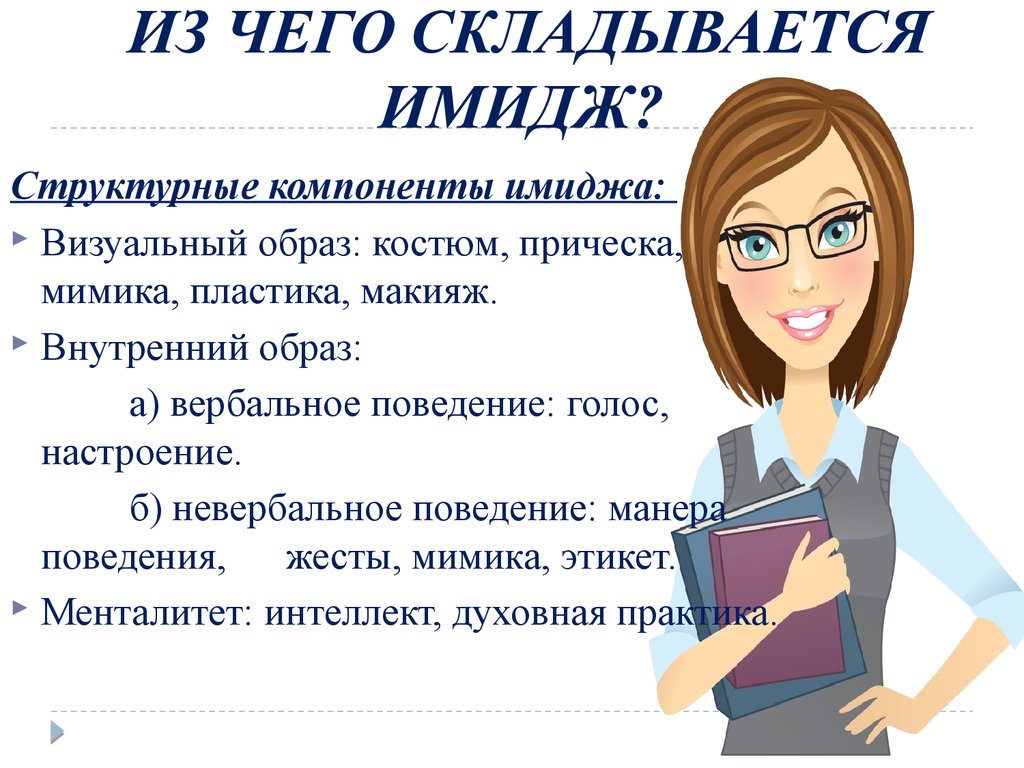 ИЗ ЧЕГО СКЛАДЫВАЕТСЯ
ИМИДЖ?
Структурные компоненты имиджа:
Визуальный образ: костюм, прическа,
мимика, пластика, макияж.
Внутренний образ:
а) вербальное поведение: голос,
настроение.
б) невербальное поведение: манера
поведения, жесты, мимика, этикет.
Менталитет: интеллект, духовная практика.